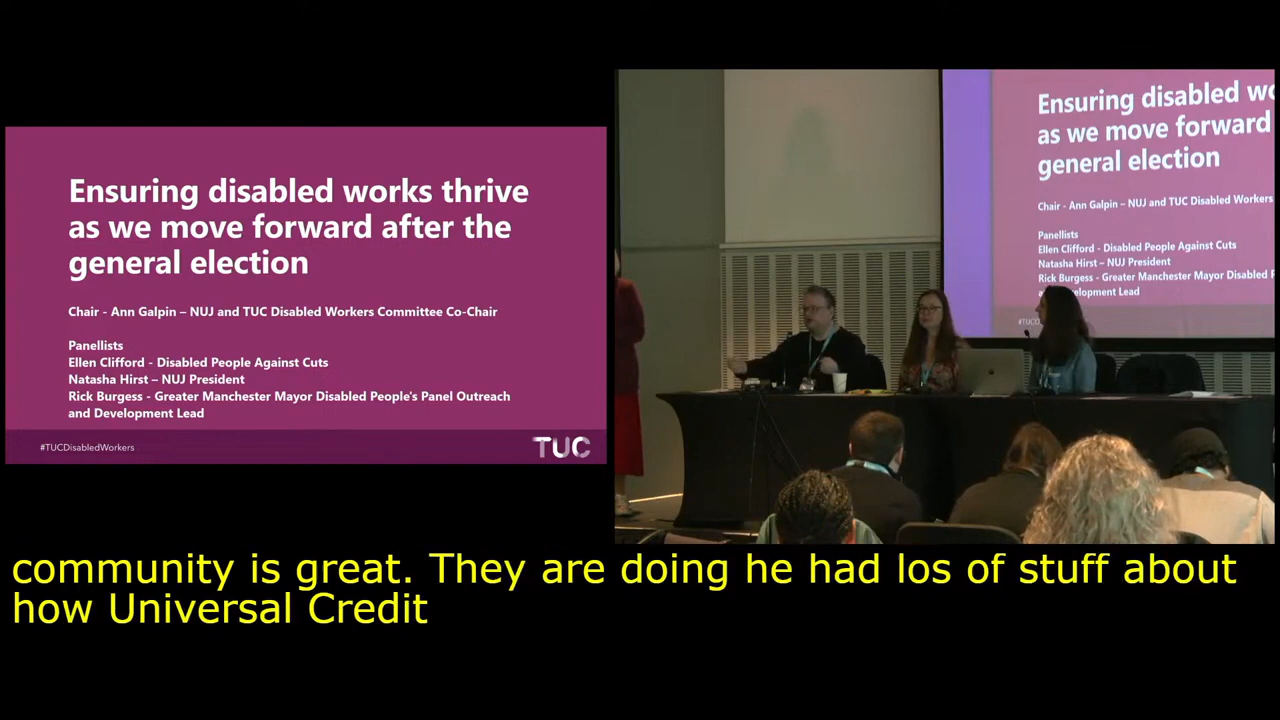 Ensuring disabled works thrive
as we move forward after the
general election
Chair - Ann Galpin – NUJ and TUC Disabled Workers Committee Co-Chair
Panellists
Ellen Clifford - Disabled People Against Cuts
Natasha Hirst – NUJ President
Rick Burgess - Greater Manchester Mayor Disabled People's Panel Outreach
and Development Lead
#TUCDisabledWorkers
TUC
Ensuring disabled wo
as we move forward
general election
Chair - Ann Galpin – NUJ and TUC Disabled Workers
Panellists
Ellen Clifford - Disabled People Against Cuts
Natasha Hirst – NUJ President
Rick Burgess - Greater Manchester Mayor Disabled P
Development Lead
#TUC
community is great. They are doing he had los of stuff about
how Universal Credit